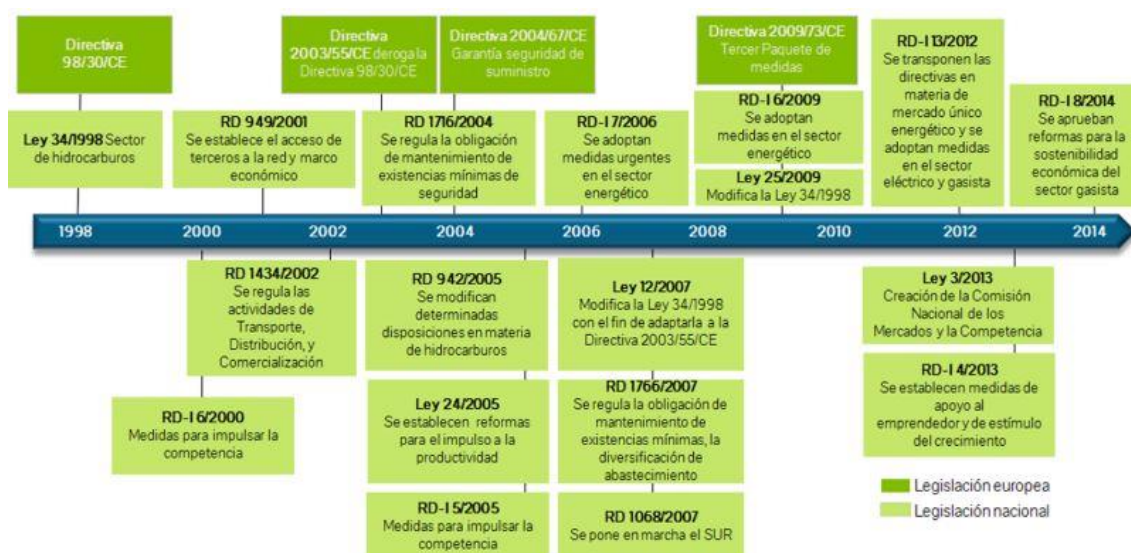 Directiva
98/30/CE
Directiva
2003/55/CE deroga la
Directiva 98/30/CE
Directiva 2004/67/CE
Garantía seguridad de
suministro
Directiva 2009/73/CE
Tercer Paquete de
medidas
RD-l 13/2012
Se transponen las
directivas en
materia de
mercado único
energético y se
adoptan medidas
en el sector
eléctrico y gasista
Ley 34/1998 Sector
de hidrocarburos
RD 949/2001
Se establece el acceso de
terceros a la red y marco
económico
RD 1716/2004
Se regula la obligación
de mantenimiento de
existencias mínimas de
seguridad
RD-l 7/2006
Se adoptan
medidas urgentes
en el sector
energético
RD-l 6/2009
Se adoptan
medidas en el sector
energético
Ley 25/2009
Modifica la Ley 34/1998
RD-l 8/2014
Se aprueban
reformas para la
sostenibilidad
económica del
sector gasista
1998
2000
2002
2004
2006
2008
2010
2012
2014
RD 1434/2002
Se regula las
actividades de
Transporte,
Distribución, y
Comercialización
RD-l 6/2000
Medidas para impulsar la
competencia
RD 942/2005
Se modifican
determinadas
disposiciones en materia
de hidrocarburos
Ley 24/2005
Se establecen reformas
para el impulso a la
productividad
RD-l 5/2005
Medidas para impulsar la
competencia
Ley 12/2007
Modifica la Ley 34/1998
con el fin de adaptarla a la
Directiva 2003/55/CE
RD 1766/2007
Se regula la obligación de
mantenimiento de
existencias mínimas, la
diversificación de
abastecimiento
RD 1068/2007
Se pone en marcha el SUR
Ley 3/2013
Creación de la Comisión
Nacional de los
Mercados y la Competencia
RD-l 4/2013
Se establecen medidas de
apoyo al
emprendedor y de estímulo
del crecimiento
Legislación europea
Legislación nacional